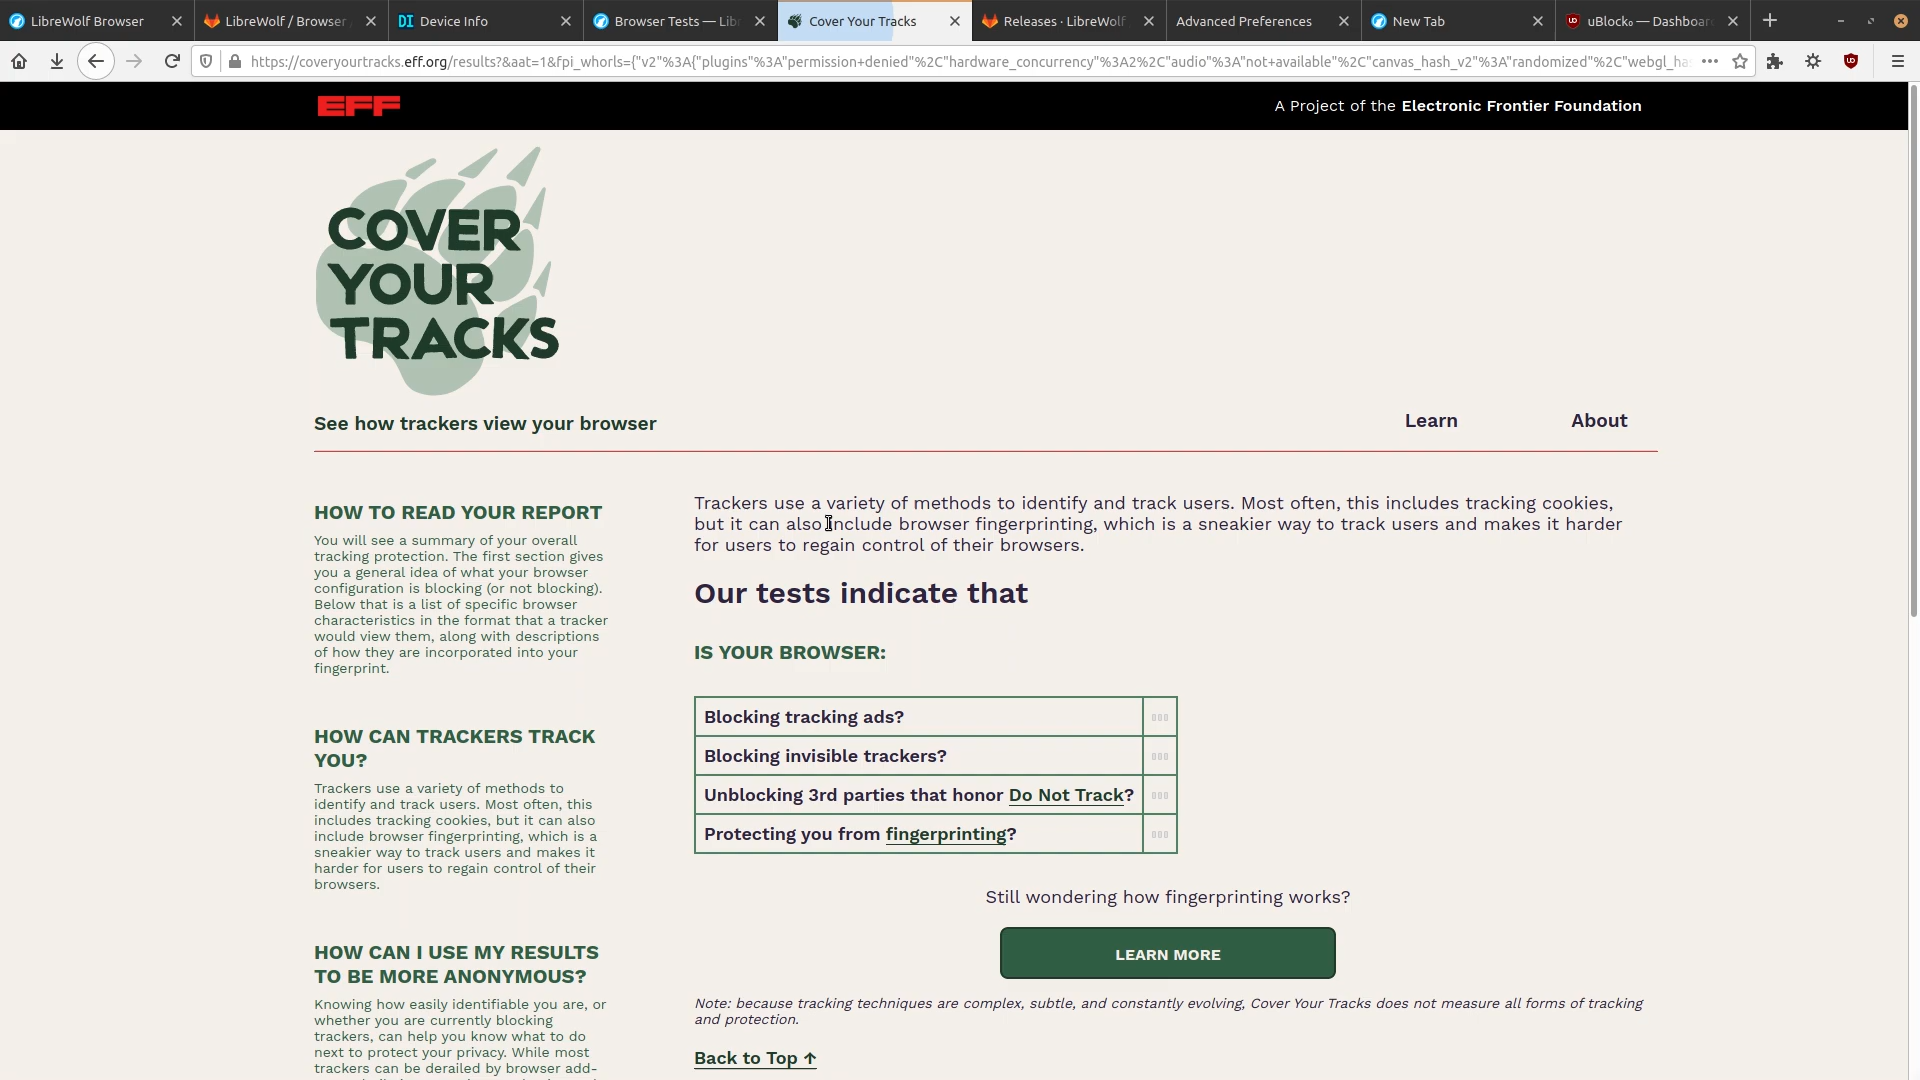 LibreWolf Browser
LibreWolf / Browser
Device Info
Browser Tests — Libr
Cover Your Tracks
Releases · LibreWolf
Advanced Preferences
New Tab
uBlock₀ — Dashboar
https://coveryourtracks.eff.org/results?&aat=1&fpi_whorls={"v2"%3A{"plugins"%3A"permission+denied"%2C"hardware_concurrency"%3A2%2C"audio"%3A"not+available"%2C"canvas_hash_v2"%3A"randomized"%2C"webgl_ha
EFF
A Project of the Electronic Frontier Foundation
COVER
YOUR
TRACKS
See how trackers view your browser
Learn
About
HOW TO READ YOUR REPORT
You will see a summary of your overall
tracking protection. The first section gives
you a general idea of what your browser
configuration is blocking (or not blocking).
Below that is a list of specific browser
characteristics in the format that a tracker
would view them, along with descriptions
of how they are incorporated into your
fingerprint.
HOW CAN TRACKERS TRACK
YOU?
Trackers use a variety of methods to
identify and track users. Most often, this
includes tracking cookies, but it can also
include browser fingerprinting, which is a
sneakier way to track users and makes it
harder for users to regain control of their
browsers.
HOW CAN I USE MY RESULTS
TO BE MORE ANONYMOUS?
Knowing how easily identifiable you are, or
whether you are currently blocking
trackers, can help you know what to do
next to protect your privacy. While most
trackers can be derailed by browser add-
Trackers use a variety of methods to identify and track users. Most often, this includes tracking cookies,
but it can also include browser fingerprinting, which is a sneakier way to track users and makes it harder
for users to regain control of their browsers.
Our tests indicate that
IS YOUR BROWSER:
Blocking tracking ads?
Blocking invisible trackers?
Unblocking 3rd parties that honor Do Not Track?
Protecting you from fingerprinting?
Still wondering how fingerprinting works?
LEARN MORE
Note: because tracking techniques are complex, subtle, and constantly evolving, Cover Your Tracks does not measure all forms of tracking
and protection.
Back to Top ↑